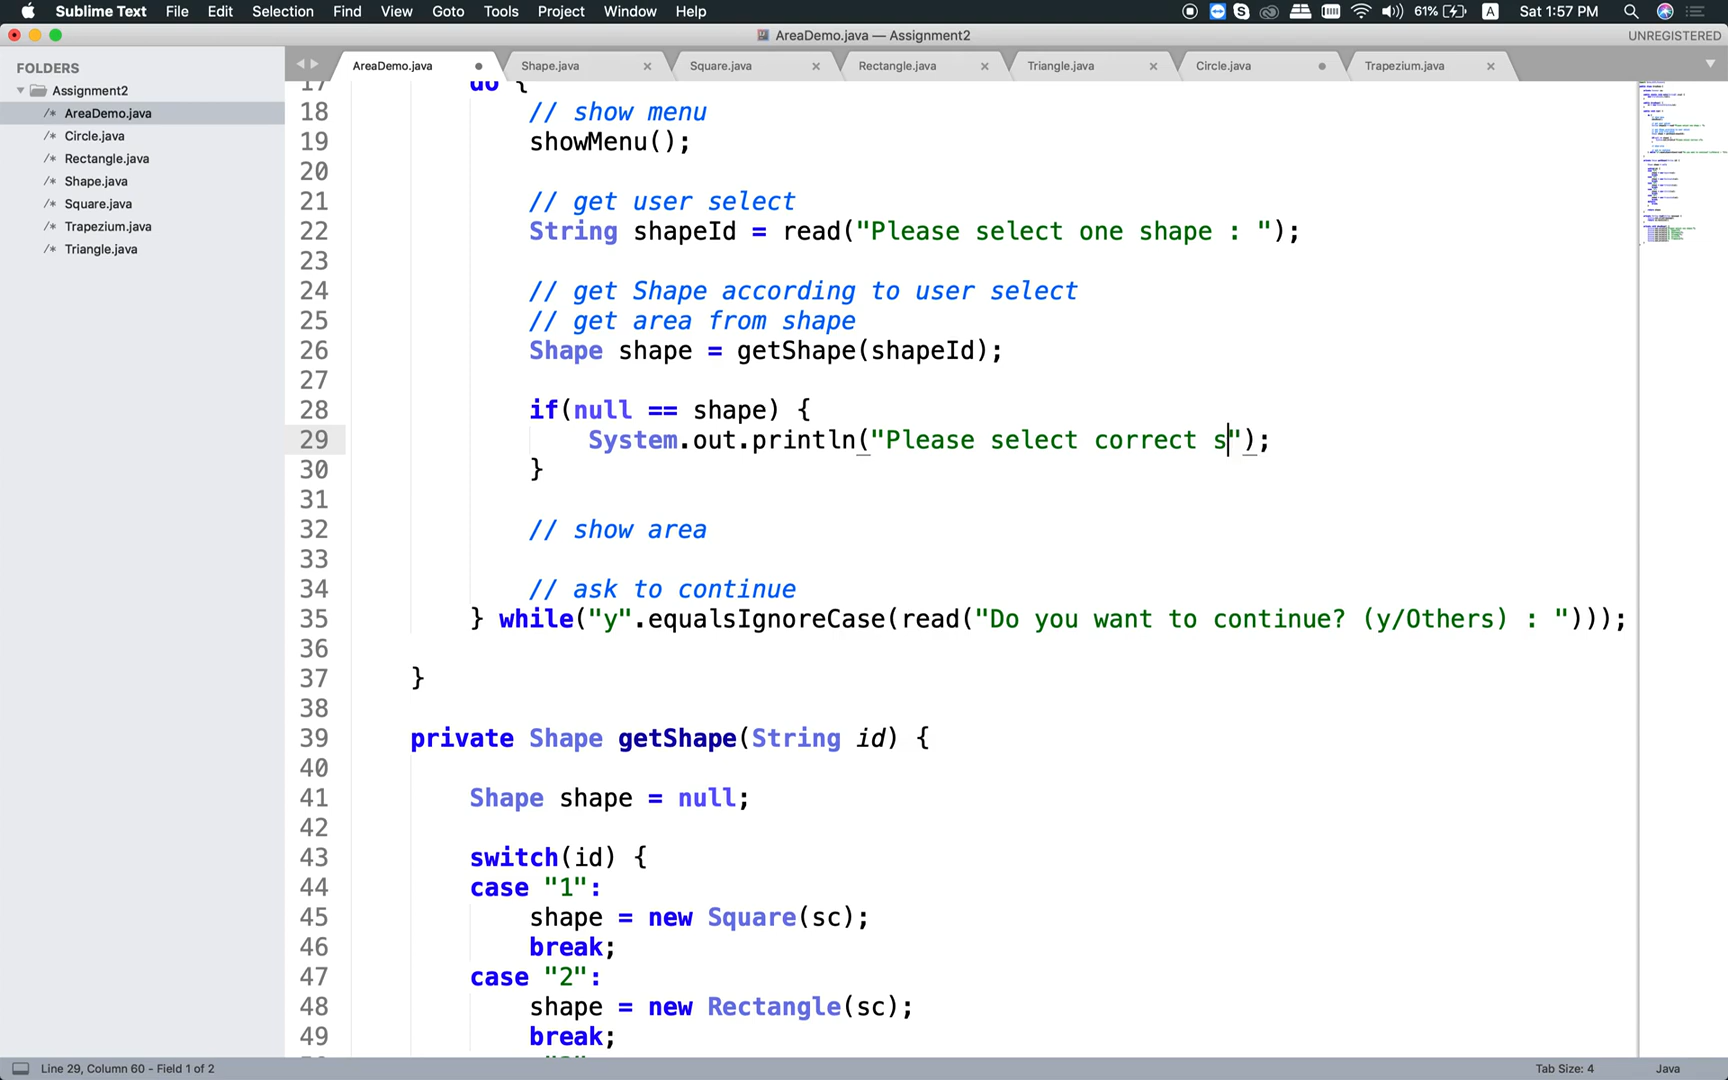 Sublime Text File Edit Selection Find View Goto Tools Project Window Help 61% A Sat 1:57 PM
AreaDemo.java — Assignment2 UNREGISTERED
FOLDERS
Assignment2
/* AreaDemo.java
/* Circle.java
/* Rectangle.java
/* Shape.java
/* Square.java
/* Trapezium.java
/* Triangle.java
AreaDemo.java Shape.java Square.java Rectangle.java Triangle.java Circle.java Trapezium.java
17 do {
18 // show menu
19 showMenu();
20
21 // get user select
22 String shapeId = read("Please select one shape : ");
23
24 // get Shape according to user select
25 // get area from shape
26 Shape shape = getShape(shapeId);
27
28 if(null == shape) {
29 System.out.println("Please select correct s");
30 }
31
32 // show area
33
34 // ask to continue
35 } while("y".equalsIgnoreCase(read("Do you want to continue? (y/Others) : ")));
36
37 }
38
39 private Shape getShape(String id) {
40
41 Shape shape = null;
42
43 switch(id) {
44 case "1":
45 shape = new Square(sc);
46 break;
47 case "2":
48 shape = new Rectangle(sc);
49 break;
Line 29, Column 60 - Field 1 of 2 Tab Size: 4 Java